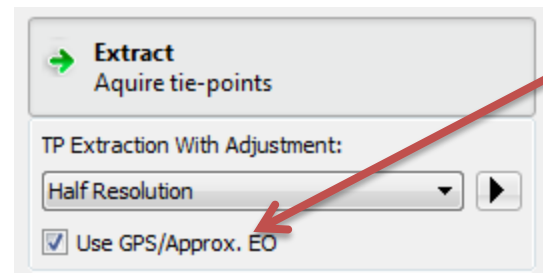 Extract
Aquire tie-points
TP Extraction With Adjustment:
Half Resolution
Use GPS/Approx. EO